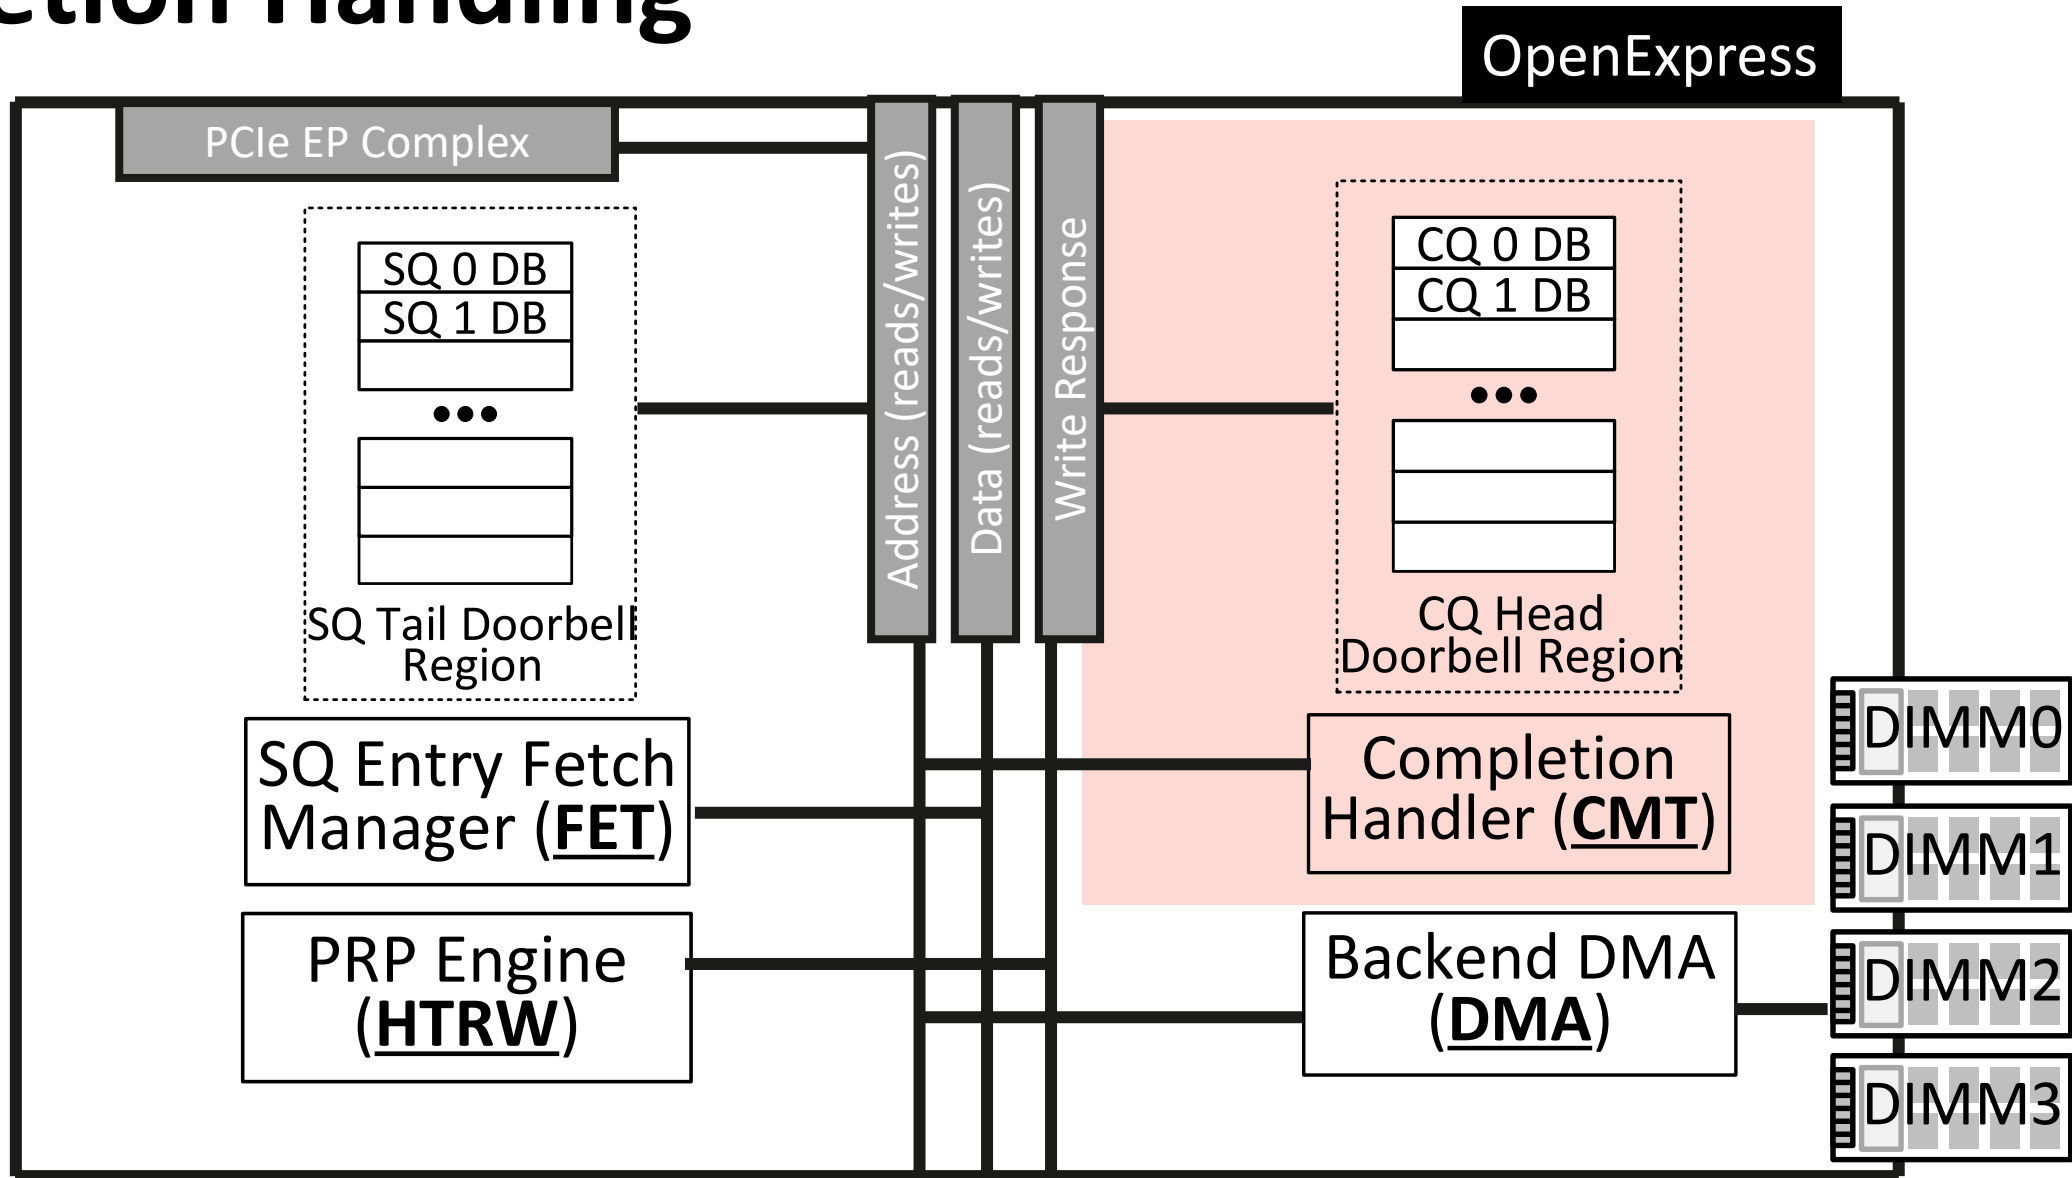 Handling
OpenExpress
PCIe EP Complex
SQ 0 DB
SQ 1 DB
•••
SQ Tail Doorbell
Region
Address (reads/writes)
Data (reads/writes)
Write Response
CQ 0 DB
CQ 1 DB
•••
CQ Head
Doorbell Region
SQ Entry Fetch
Manager (FET)
Completion
Handler (CMT)
PRP Engine
(HTRW)
Backend DMA
(DMA)
DIMM0
DIMM1
DIMM2
DIMM3